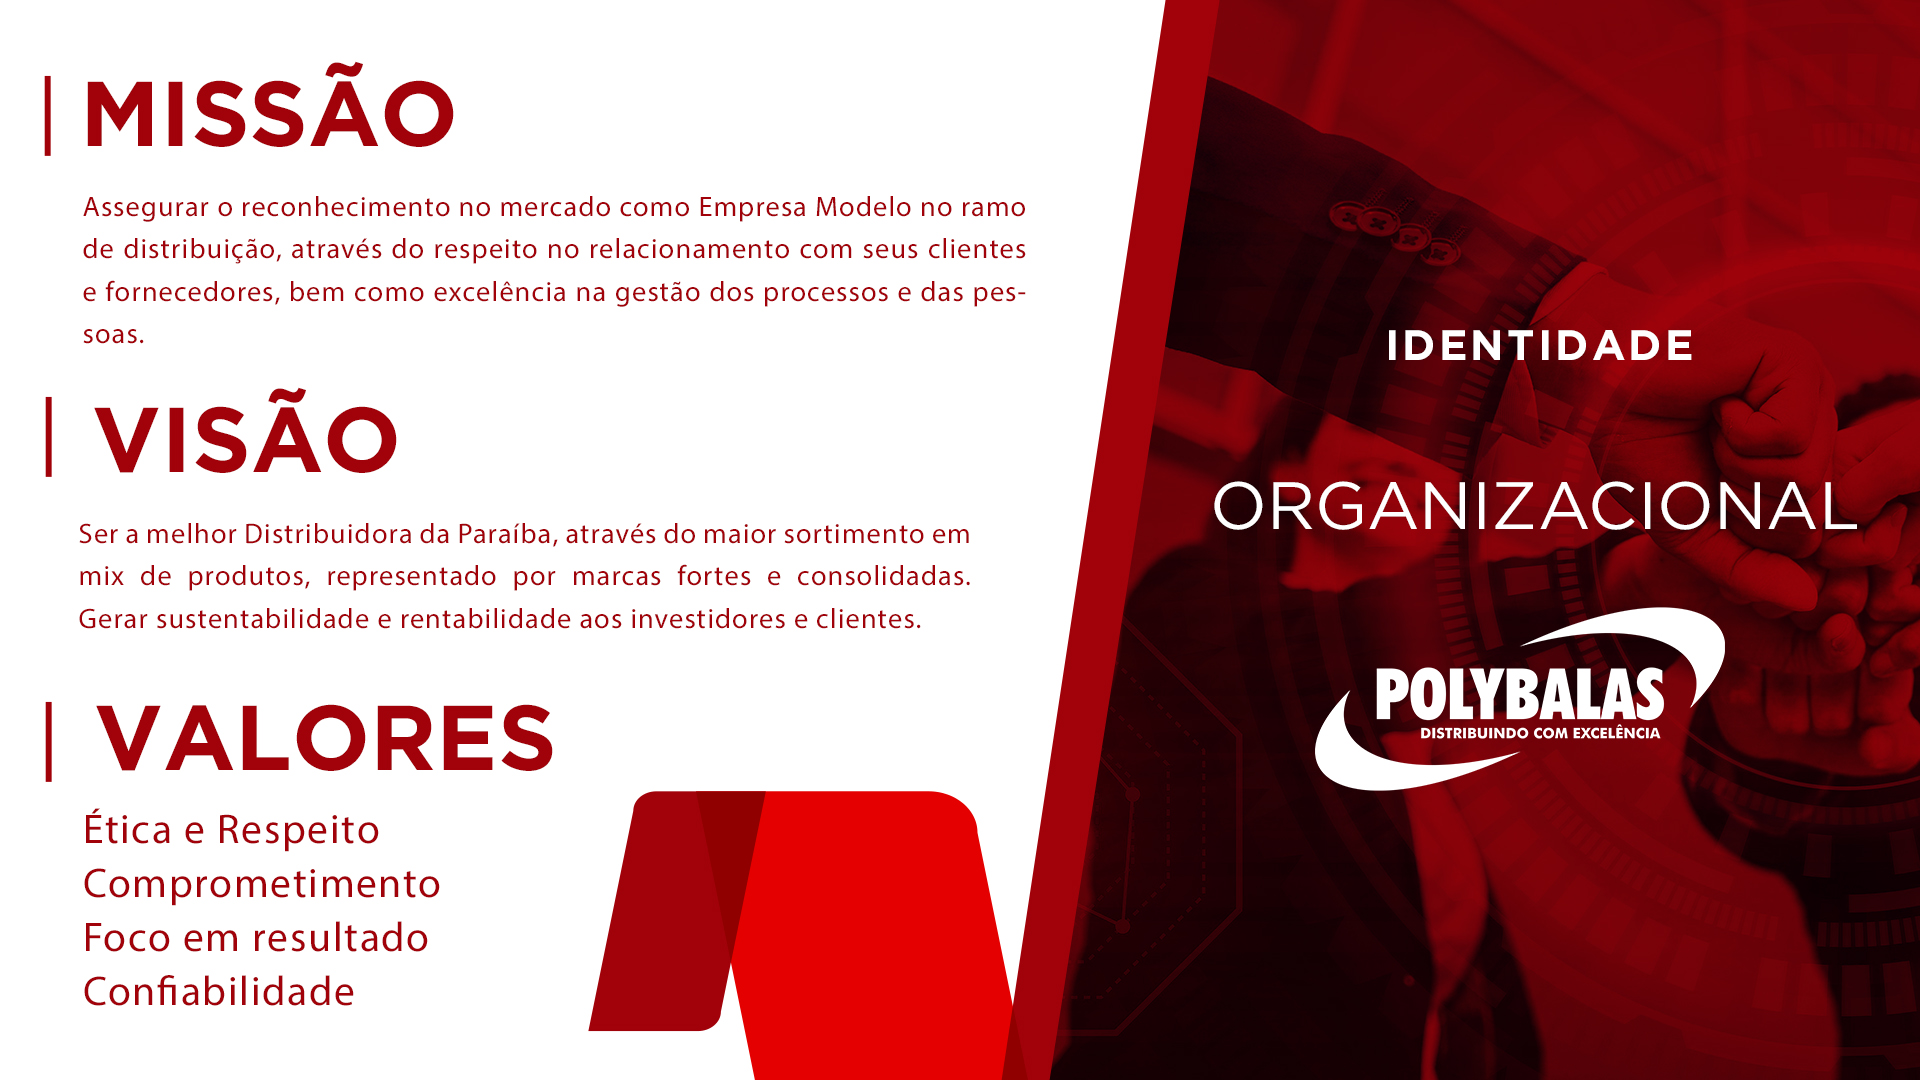 MISSÃO
Assegurar o reconhecimento no mercado como Empresa Modelo no ramo
de distribuição, através do respeito no relacionamento com seus clientes
e fornecedores, bem como excelência na gestão dos processos e das pes-
soas.
VISÃO
Ser a melhor Distribuidora da Paraíba, através do maior sortimento em
mix de produtos, representado por marcas fortes e consolidadas.
Gerar sustentabilidade e rentabilidade aos investidores e clientes.
VALORES
Ética e Respeito
Comprometimento
Foco em resultado
Confiabilidade
IDENTIDADE
ORGANIZACIONAL
POLYBALAS
DISTRIBUINDO COM EXCELÊNCIA